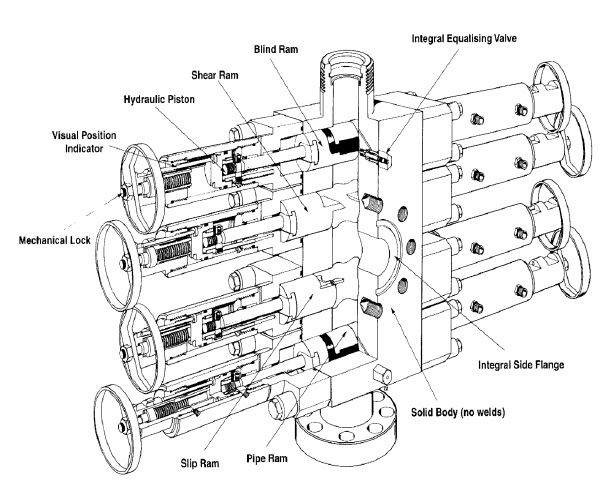 Integral Equalising Valve
Blind Ram
Shear Ram
Hydraulic Piston
Visual Position
Indicator
Mechanical Lock
Integral Side Flange
Solid Body (no welds)
Pipe Ram
Slip Ram